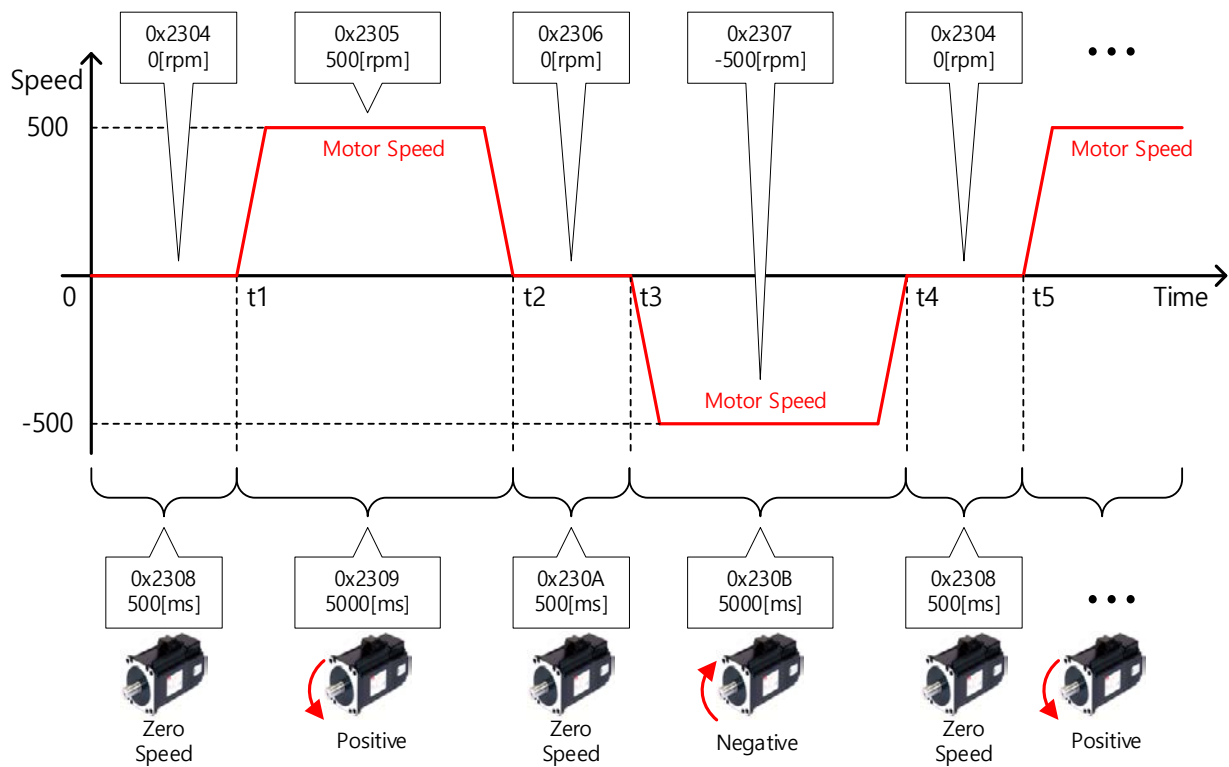 0x2304
0[rpm]
0x2305
500[rpm]
0x2306
0[rpm]
0x2307
-500[rpm]
0x2304
0[rpm]
•••
Speed
500
Motor Speed
Motor Speed
0
t1
t2
t3
t4
t5
Time
Motor Speed
-500
0x2308
500[ms]
0x2309
5000[ms]
0x230A
500[ms]
0x230B
5000[ms]
0x2308
500[ms]
•••
Zero
Speed
Positive
Zero
Speed
Negative
Zero
Speed
Positive